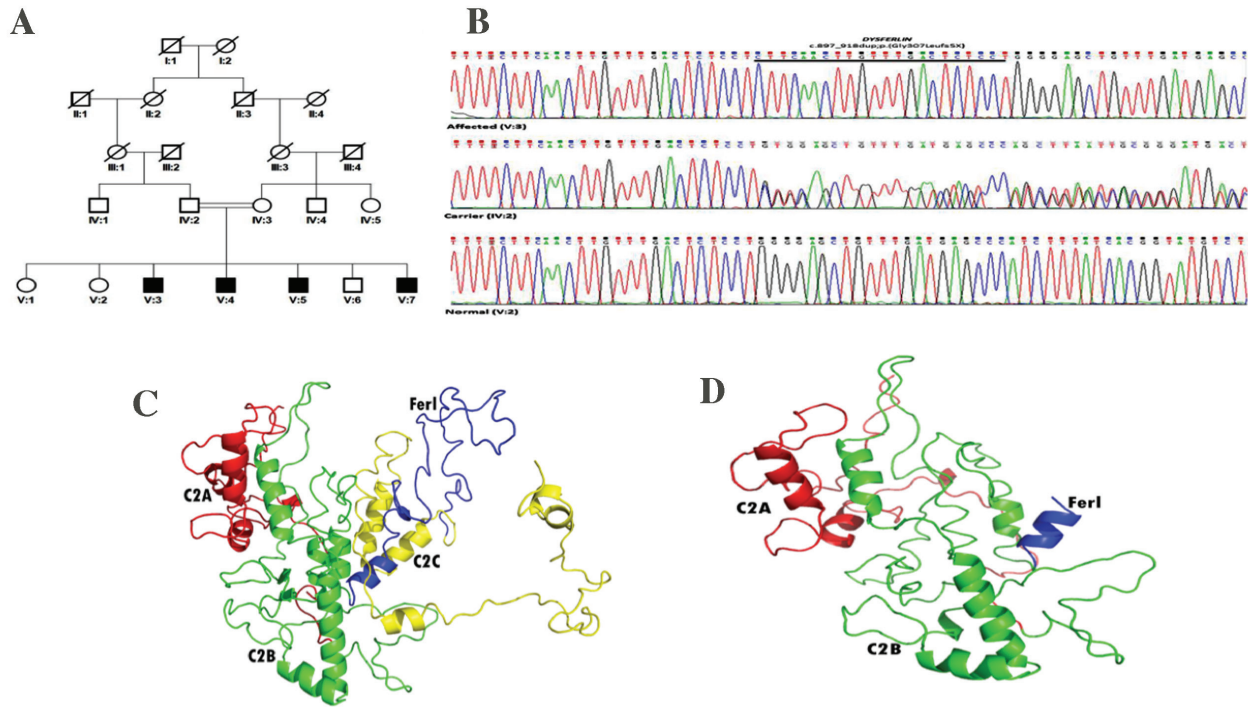 A
I:1 I:2
II:1 II:2 II:3 II:4
III:1 III:2 III:3 III:4
IV:1 IV:2 IV:3 IV:4 IV:5
V:1 V:2 V:3 V:4 V:5 V:6 V:7
B
DYSFERLIN
c.897_918dup;p.(Gly307Leufs5X)
Affected (V:3)
Carrier (IV:2)
Normal (V:2)
C
FerI
C2A
C2C
C2B
D
C2A
FerI
C2B